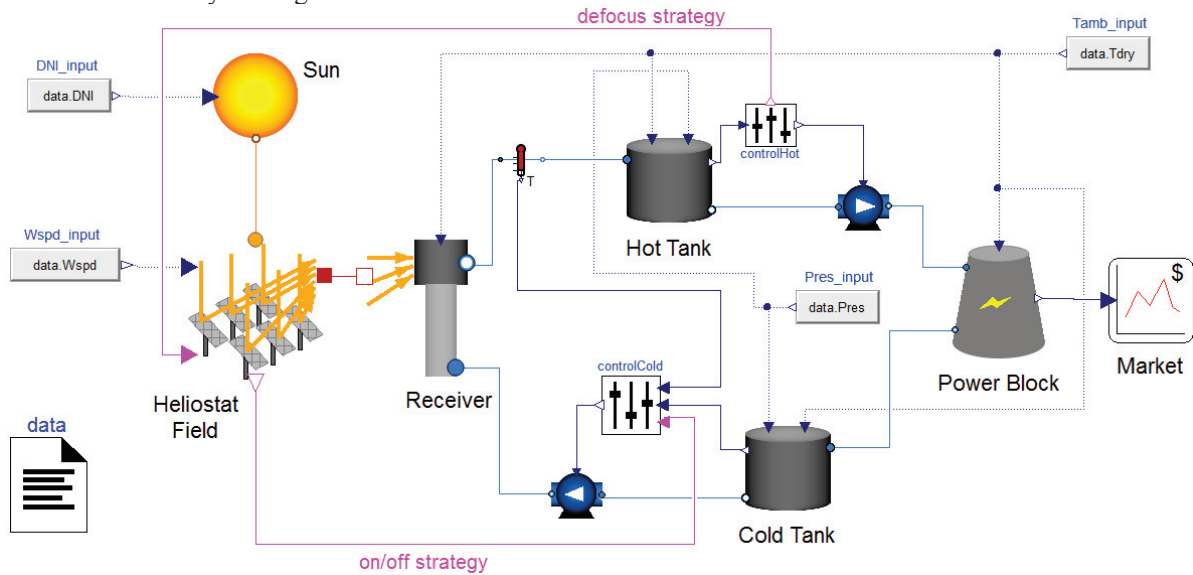 defocus strategy
Tamb_input
data.Tdry
DNI_input
data.DNI
Sun
controlHot
T
Hot Tank
Wspd_input
data.Wspd
Pres_input
data.Pres
$
Market
Power Block
controlCold
Receiver
Heliostat
Field
data
Cold Tank
on/off strategy